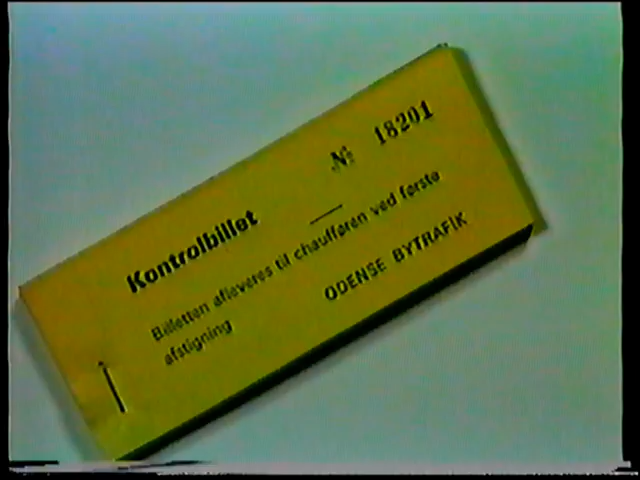 Nº 18201
Kontrolbillet
Billetten afleveres til chaufføren ved første
afstigning
ODENSE BYTRAFIK